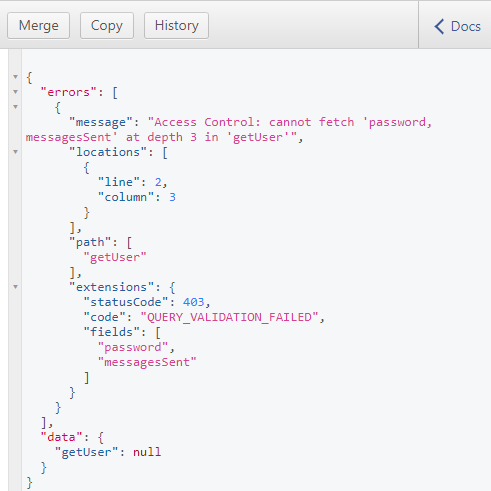 Merge Copy History Docs
{
"errors": [
{
"message": "Access Control: cannot fetch 'password,
messagesSent' at depth 3 in 'getUser'",
"locations": [
{
"line": 2,
"column": 3
}
],
"path": [
"getUser"
],
"extensions": {
"statusCode": 403,
"code": "QUERY_VALIDATION_FAILED",
"fields": [
"password",
"messagesSent"
]
}
}
],
"data": {
"getUser": null
}
}